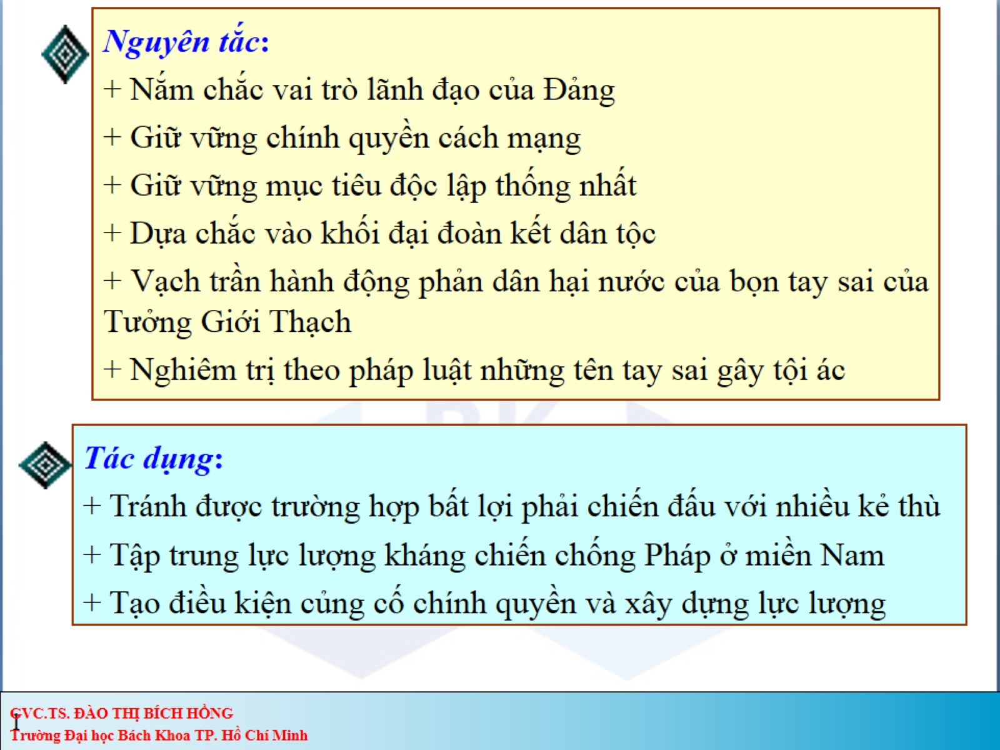 Nguyên tắc:
+ Nắm chắc vai trò lãnh đạo của Đảng
+ Giữ vững chính quyền cách mạng
+ Giữ vững mục tiêu độc lập thống nhất
+ Dựa chắc vào khối đại đoàn kết dân tộc
+ Vạch trần hành động phản dân hại nước của bọn tay sai của
Tưởng Giới Thạch
+ Nghiêm trị theo pháp luật những tên tay sai gây tội ác
BK
Tác dụng:
+ Tránh được trường hợp bất lợi phải chiến đấu với nhiều kẻ thù
+ Tập trung lực lượng kháng chiến chống Pháp ở miền Nam
+ Tạo điều kiện củng cố chính quyền và xây dựng lực lượng
GVC.TS. ĐÀO THỊ BÍCH HỒNG
1
Trường Đại học Bách Khoa TP. Hồ Chí Minh